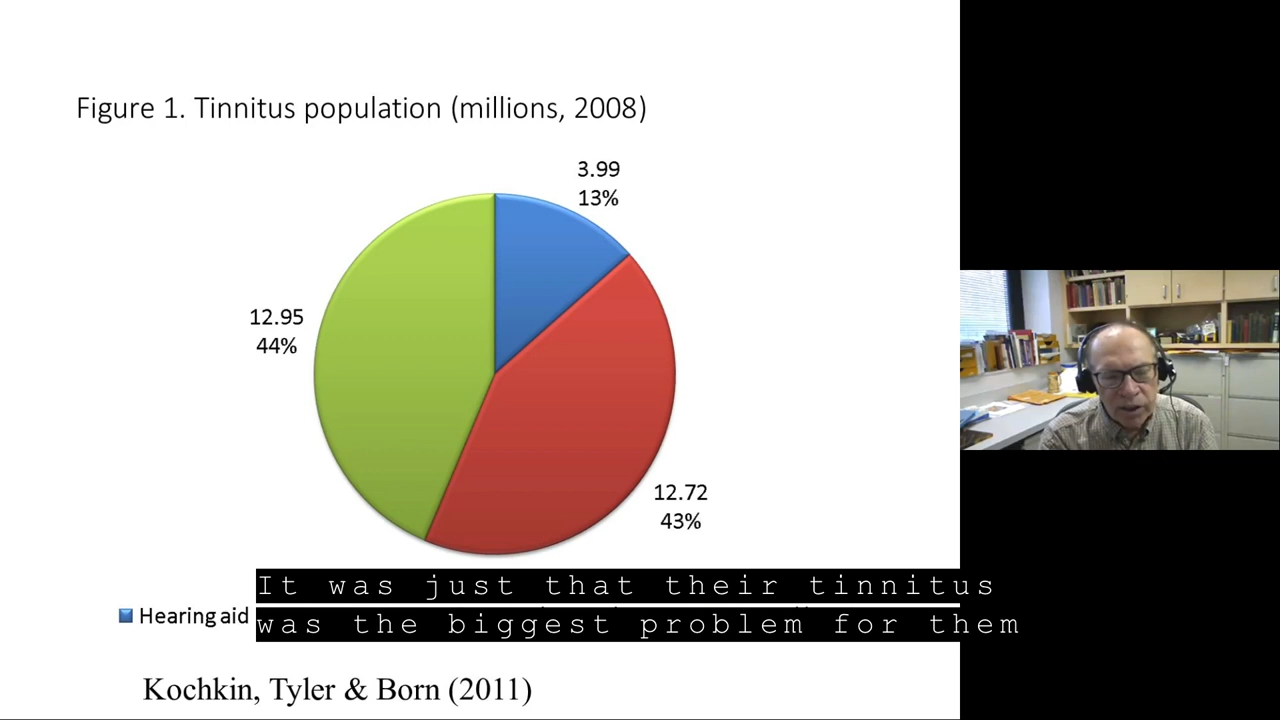 Figure 1. Tinnitus population (millions, 2008)
3.99
13%
12.95
44%
12.72
43%
Hearing aid
It was just that their tinnitus
was the biggest problem for them
Kochkin, Tyler & Born (2011)